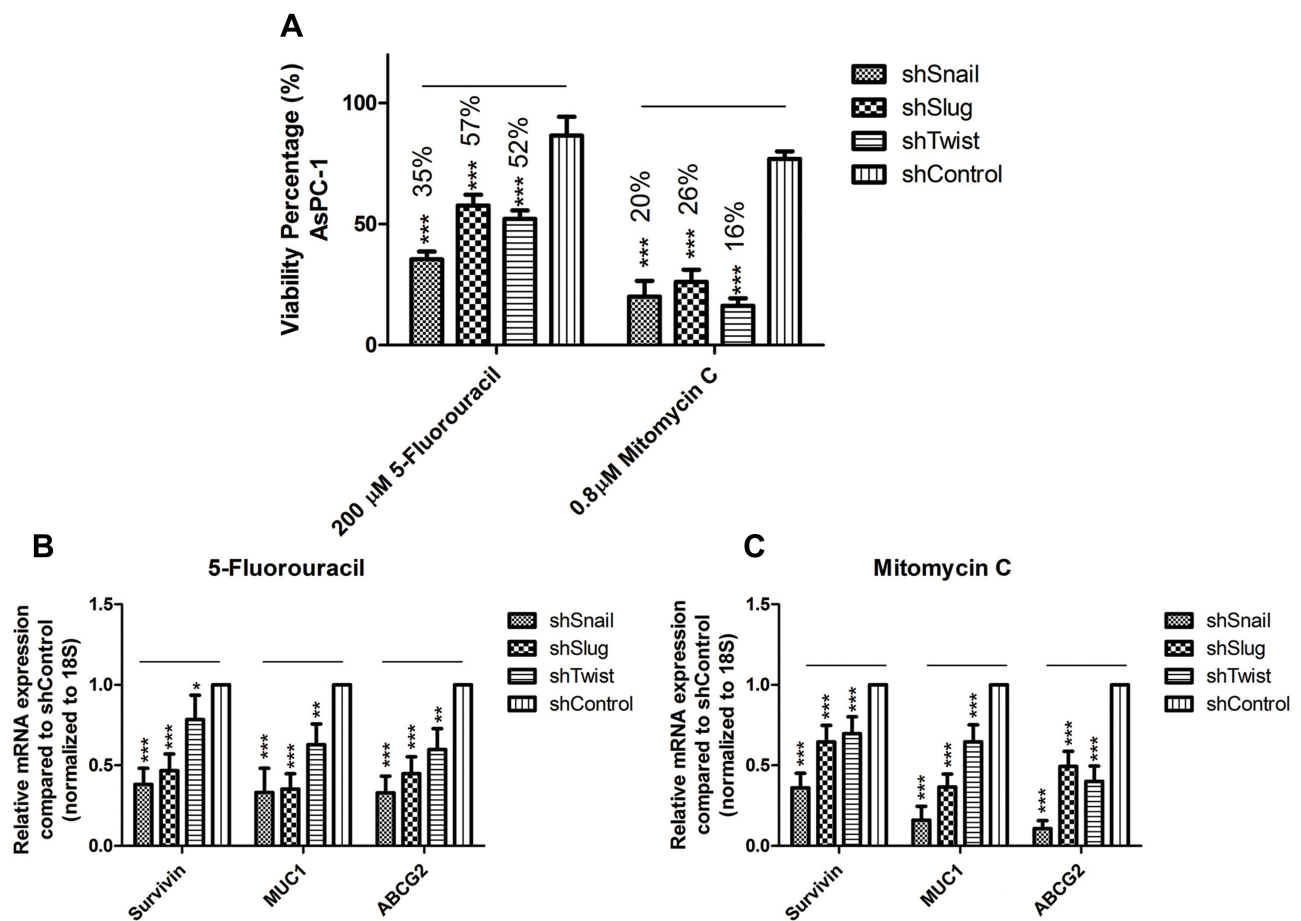 A
Viability Percentage (%)
AsPC-1
100
50
0
35%
57%
52%
20%
26%
16%
***
***
***
***
***
***
shSnail
shSlug
shTwist
shControl
200 μM 5-Fluorouracil
0.8μM Mitomycin C
B
5-Fluorouracil
Relative mRNA expression
compared to shControl
(normalized to 18S)
1.5
1.0
0.5
0.0
***
***
*
***
***
**
***
***
**
shSnail
shSlug
shTwist
shControl
Survivin
MUC1
ABCG2
C
Mitomycin C
Relative mRNA expression
compared to shControl
(normalized to 18S)
1.5
1.0
0.5
0.0
***
***
***
***
***
***
***
***
***
shSnail
shSlug
shTwist
shControl
Survivin
MUC1
ABCG2